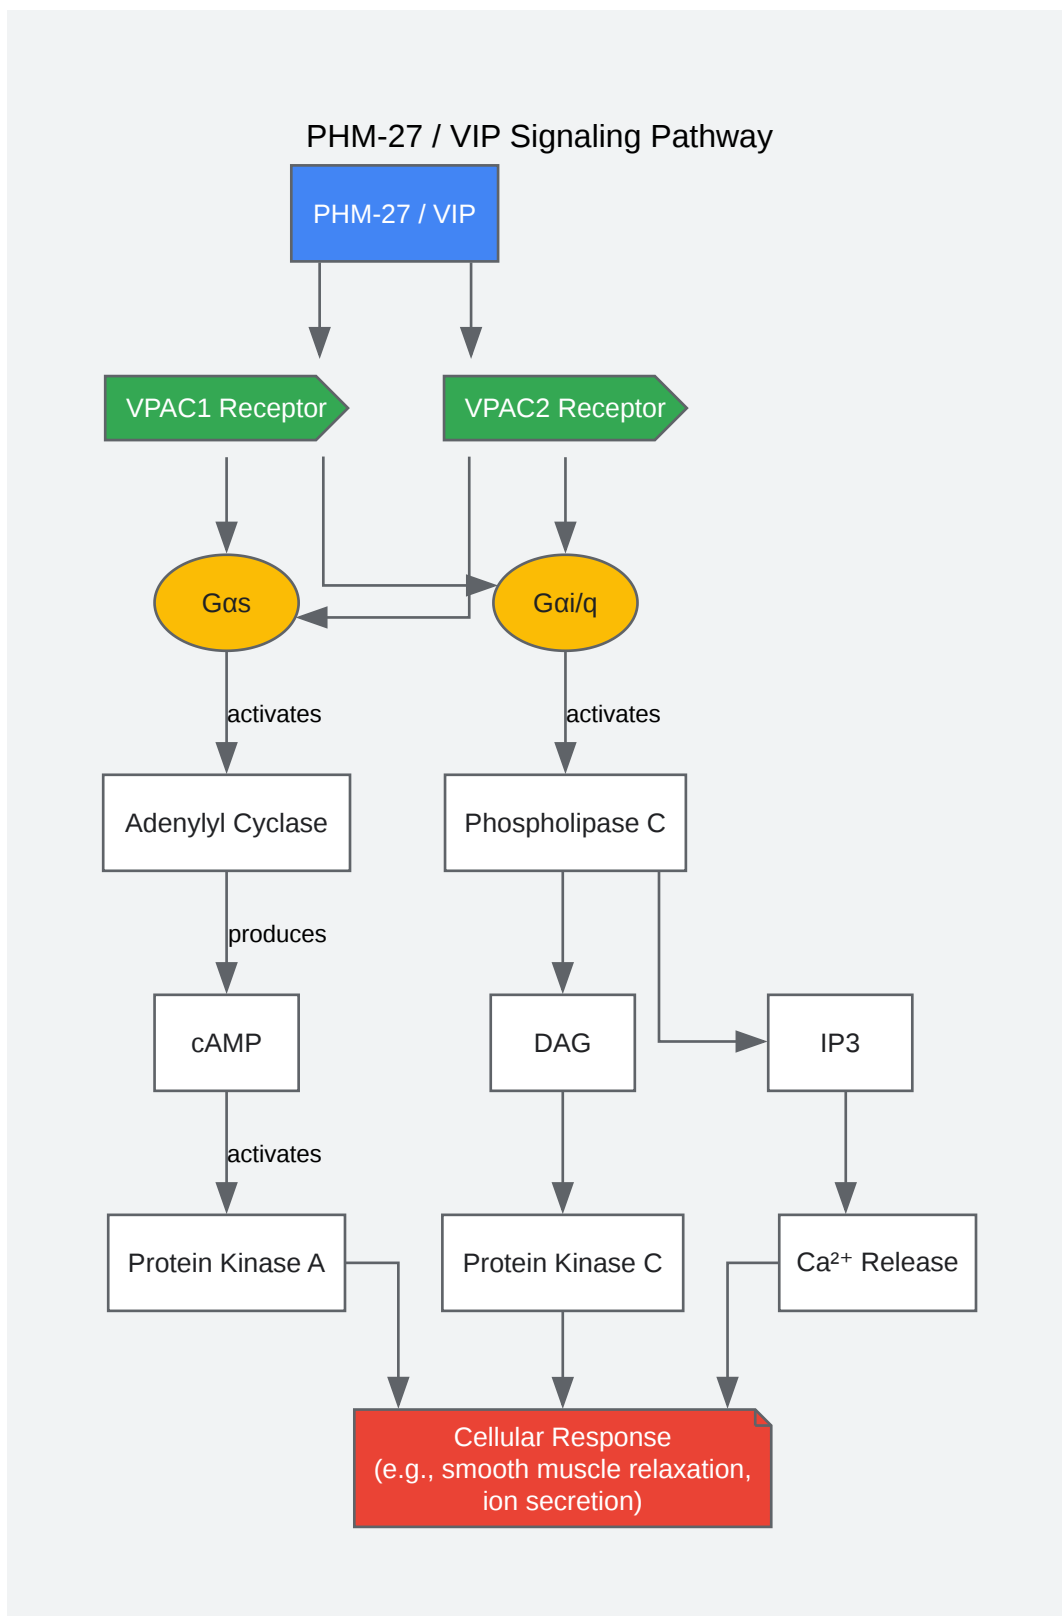 PHM-27 / VIP Signaling Pathway
PHM-27 / VIP
VPAC1 Receptor
VPAC2 Receptor
Gαs
Gαi/q
activates
activates
Adenylyl Cyclase
Phospholipase C
produces
cAMP
DAG
IP3
activates
Protein Kinase A
Protein Kinase C
Ca²⁺ Release
Cellular Response
(e.g., smooth muscle relaxation,
ion secretion)